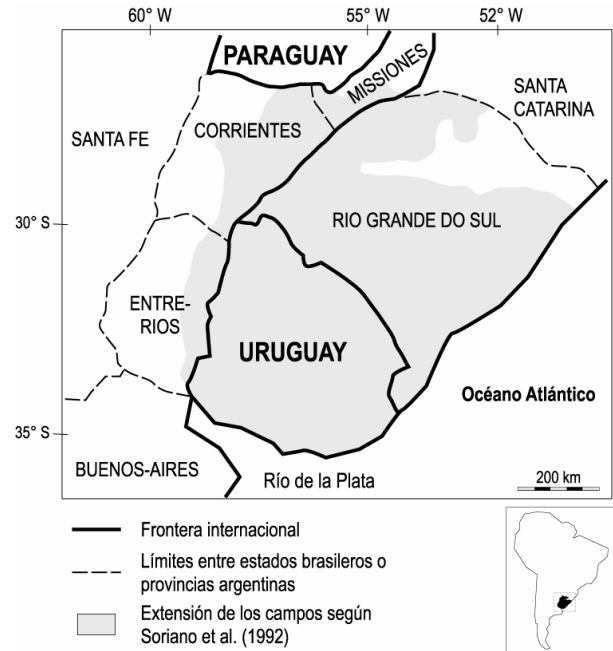 60° W
55° W
52° W
PARAGUAY
MISSIONES
SANTA
CATARINA
SANTA FE
CORRIENTES
30° S
RIO GRANDE DO SUL
ENTRE-
RIOS
URUGUAY
Océano Atlántico
35° S
BUENOS-AIRES
Río de la Plata
200 km
Frontera internacional
Límites entre estados brasileros o
provincias argentinas
Extensión de los campos según
Soriano et al. (1992)